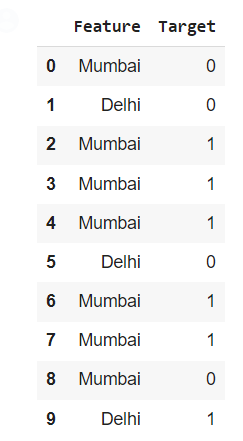 Feature Target
0 Mumbai 0
1 Delhi 0
2 Mumbai 1
3 Mumbai 1
4 Mumbai 1
5 Delhi 0
6 Mumbai 1
7 Mumbai 1
8 Mumbai 0
9 Delhi 1